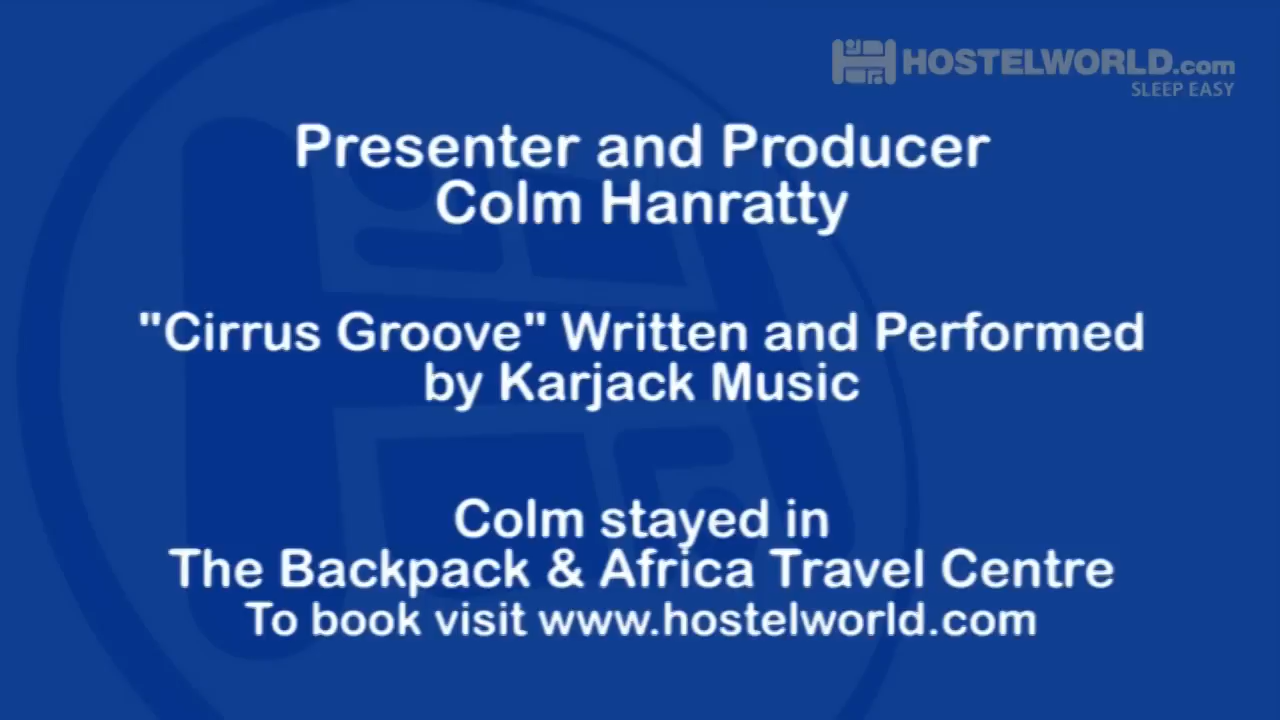 HOSTELWORLD.com
SLEEP EASY
Presenter and Producer
Colm Hanratty
"Cirrus Groove" Written and Performed
by Karjack Music
Colm stayed in
The Backpack & Africa Travel Centre
To book visit www.hostelworld.com